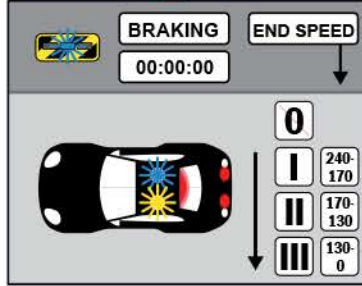 BRAKING
END SPEED
00:00:00
0
I 240-170
II 170-130
III 130-0